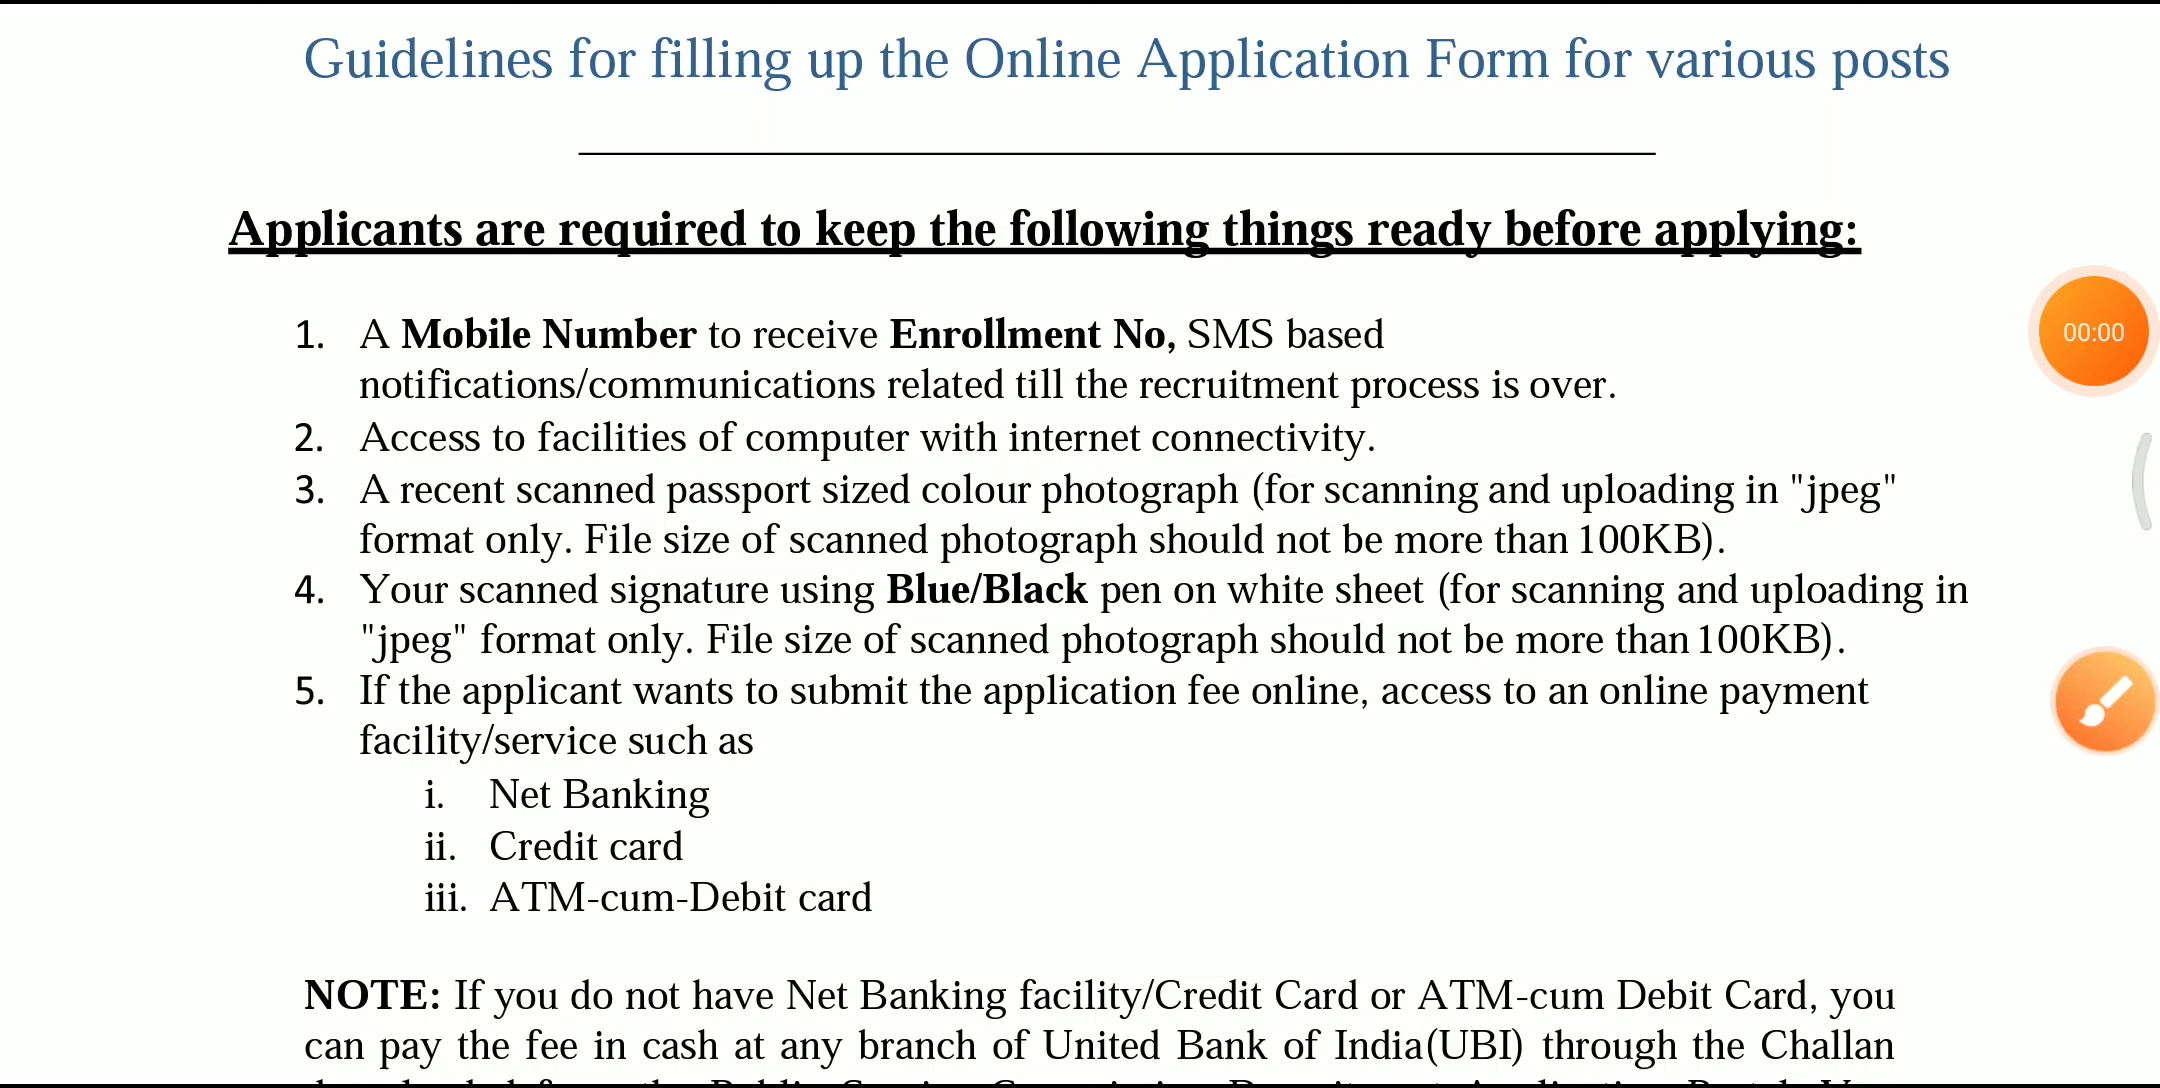 Guidelines for filling up the Online Application Form for various posts
Applicants are required to keep the following things ready before applying:
1. A Mobile Number to receive Enrollment No, SMS based
notifications/communications related till the recruitment process is over.
2. Access to facilities of computer with internet connectivity.
3. A recent scanned passport sized colour photograph (for scanning and uploading in "jpeg"
format only. File size of scanned photograph should not be more than 100KB).
4. Your scanned signature using Blue/Black pen on white sheet (for scanning and uploading in
"jpeg" format only. File size of scanned photograph should not be more than 100KB).
5. If the applicant wants to submit the application fee online, access to an online payment
facility/service such as
i. Net Banking
ii. Credit card
iii. ATM-cum-Debit card
NOTE: If you do not have Net Banking facility/Credit Card or ATM-cum Debit Card, you
can pay the fee in cash at any branch of United Bank of India(UBI) through the Challan
00:00